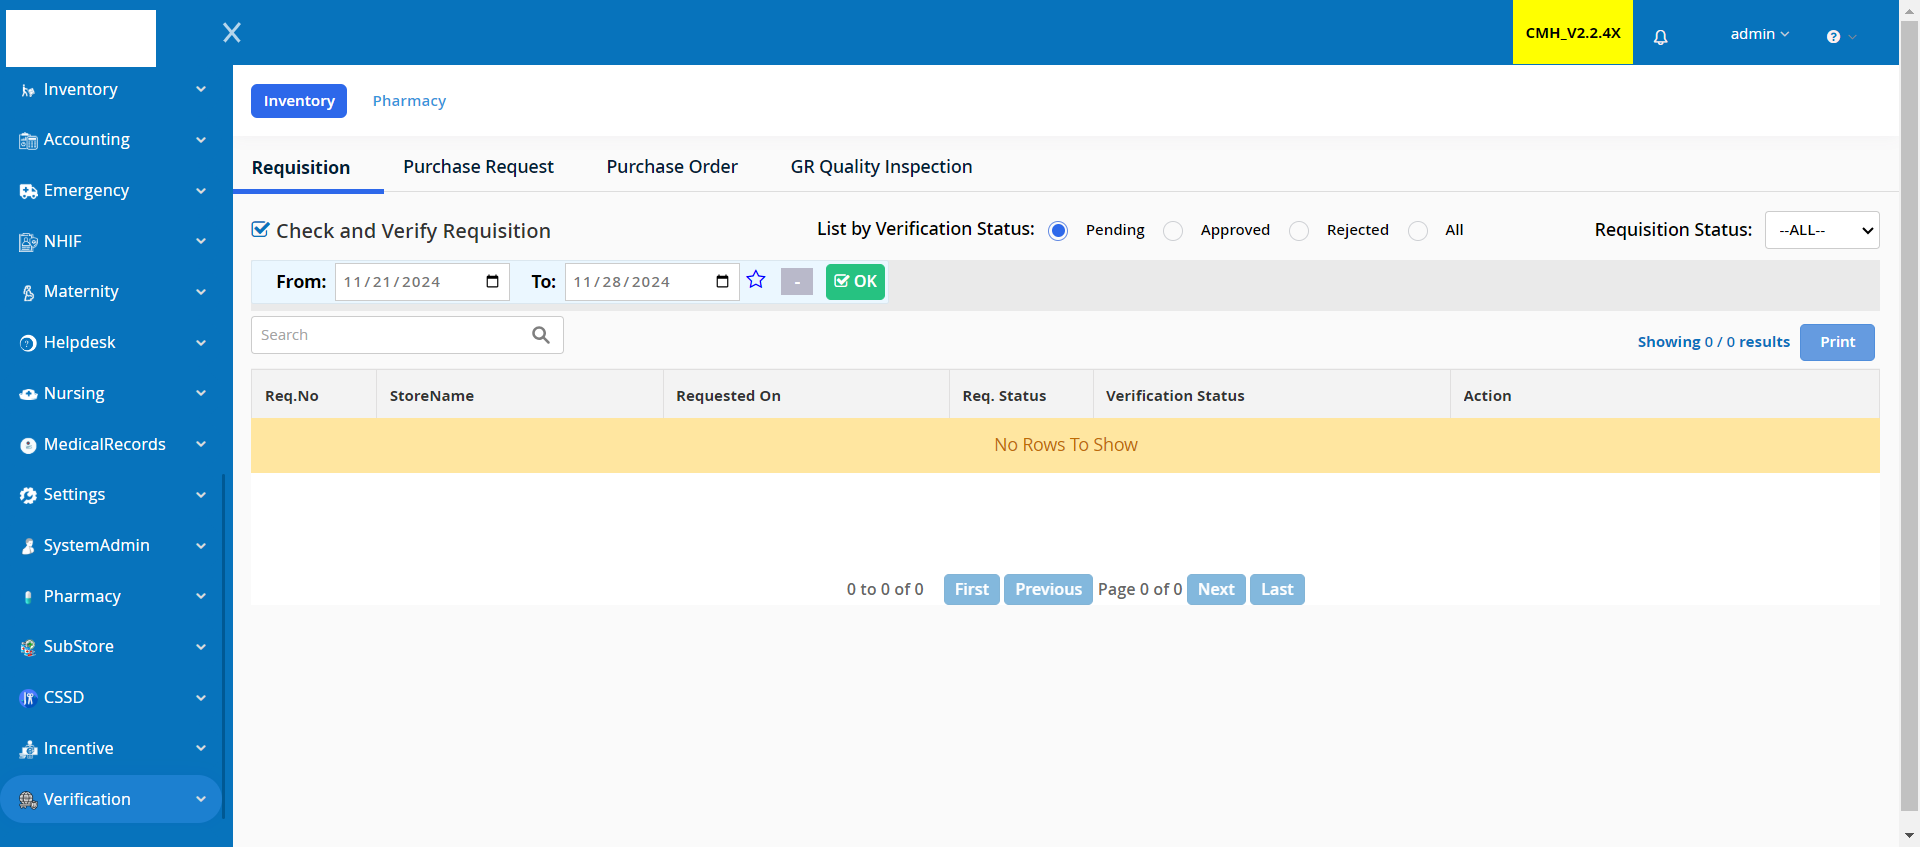 CMH_V2.2.4X
admin
Inventory
Accounting
Emergency
NHIF
Maternity
Helpdesk
Nursing
MedicalRecords
Settings
SystemAdmin
Pharmacy
SubStore
CSSD
Incentive
Verification
Inventory Pharmacy
Requisition Purchase Request Purchase Order GR Quality Inspection
Check and Verify Requisition List by Verification Status: Pending Approved Rejected All Requisition Status: --ALL--
From: 11/21/2024 To: 11/28/2024 - OK
Search
Showing 0 / 0 results Print
Req.No StoreName Requested On Req. Status Verification Status Action
No Rows To Show
0 to 0 of 0 First Previous Page 0 of 0 Next Last